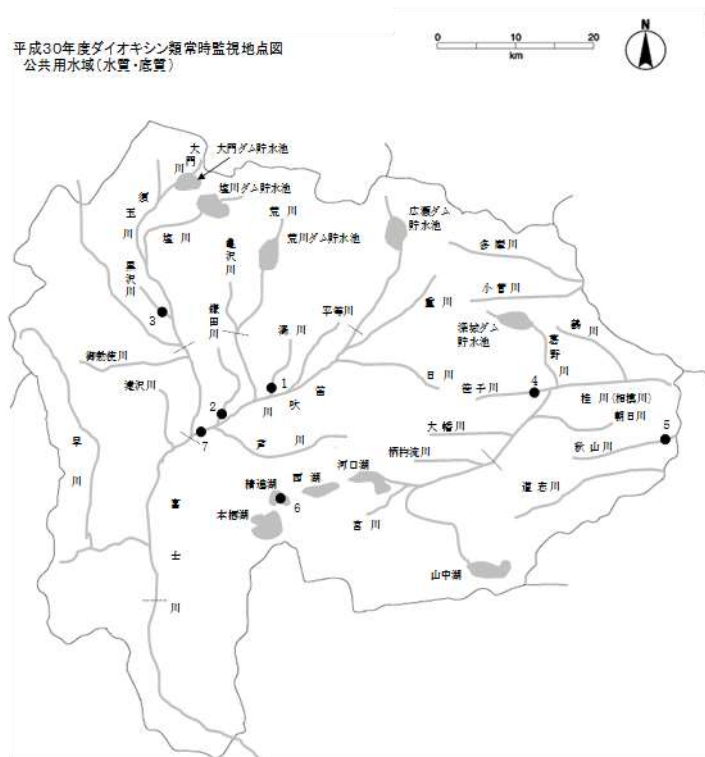 平成30年度ダイオキシン類常時監視地点図
公共用水域(水質・底質)
N
0 10 20
km
大門川
大門ダム貯水池
須玉川
塩川ダム貯水池
塩川
荒川
亀沢川
荒川ダム貯水池
広瀬ダム
貯水池
多摩川
小菅川
黒沢川
3
鎌田川
平等川
重川
深城ダム
貯水池
葛野川
鶴川
御勅使川
湯川
滝沢川
1
日川
笹子川
4
桂川(相模川)
朝日川
2
笛吹川
7
芦川
大幡川
5
秋山川
早川
柄杓流川
河口湖
西湖
精進湖
6
道志川
本栖湖
宮川
富士川
山中湖